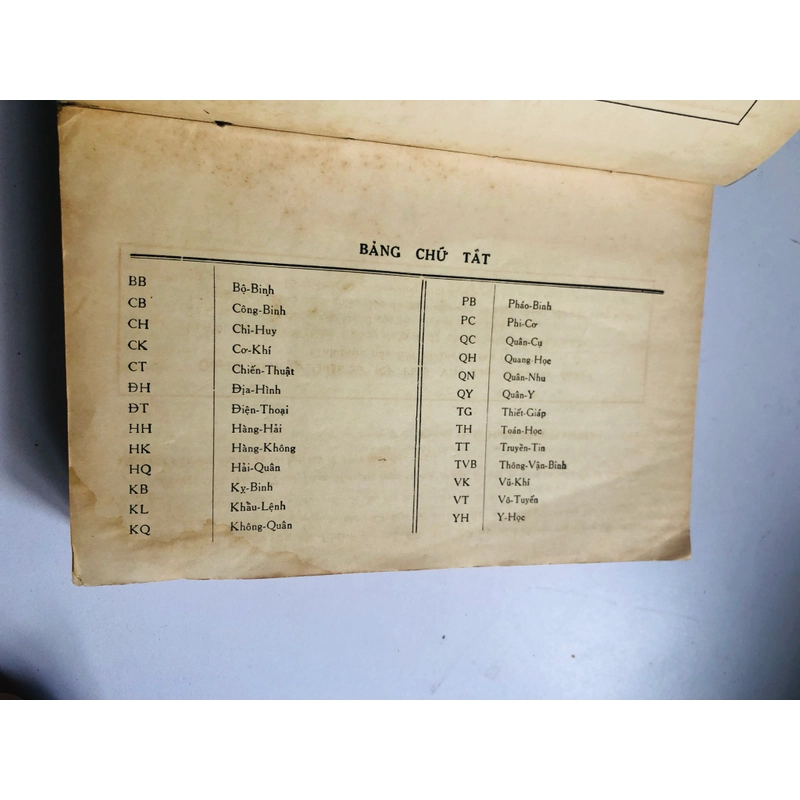 BẢNG CHỮ TẮT
BB Bộ-Binh
CB Công-Binh
CH Chỉ-Huy
CK Cơ-Khí
CT Chiến-Thuật
ĐH Địa-Hình
ĐT Điện-Thoại
HH Hàng-Hải
HK Hàng-Không
HQ Hải-Quân
KB Kỵ-Binh
KL Khẩu-Lệnh
KQ Không-Quân
PB Pháo-Binh
PC Phi-Cơ
QC Quân-Cụ
QH Quang-Học
QN Quân-Nhu
QY Quân-Y
TG Thiết-Giáp
TH Toán-Học
TT Truyền-Tin
TVB Thông-Vận-Binh
VK Vũ-Khí
VT Vô-Tuyến
YH Y-Học